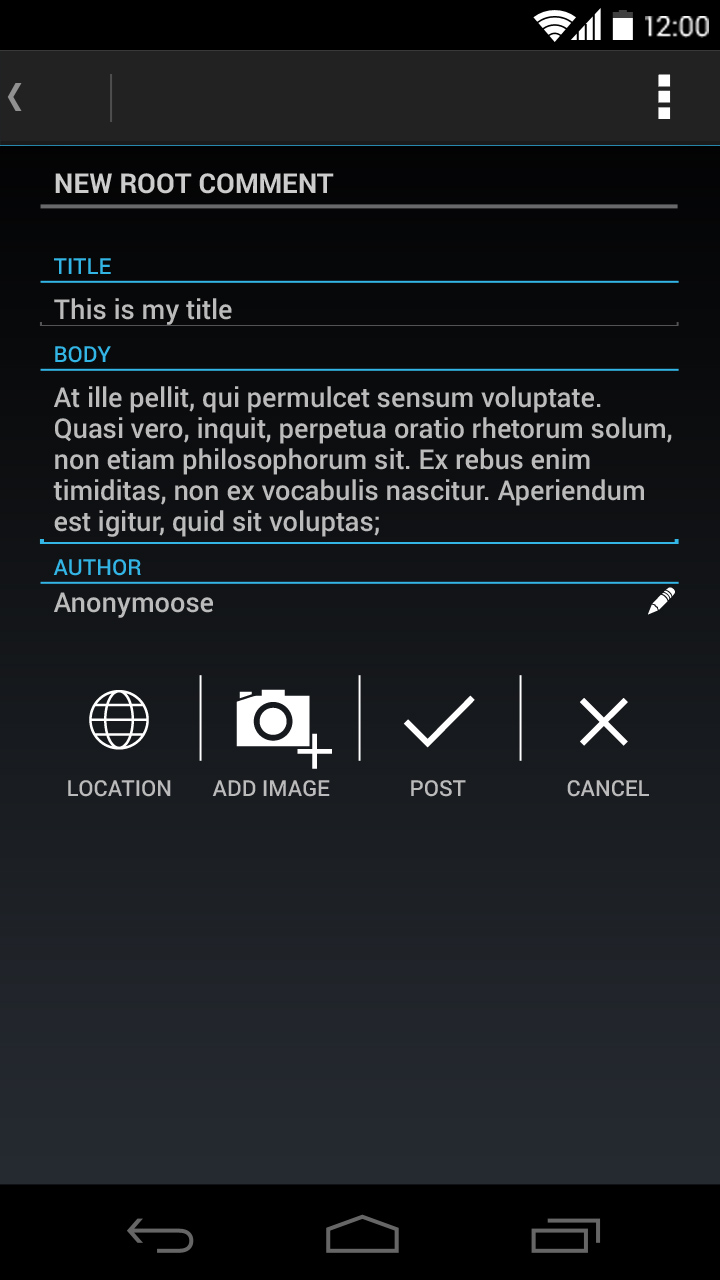 12:00
NEW ROOT COMMENT
TITLE
This is my title
BODY
At ille pellit, qui permulcet sensum voluptate.
Quasi vero, inquit, perpetua oratio rhetorum solum,
non etiam philosophorum sit. Ex rebus enim
timiditas, non ex vocabulis nascitur. Aperiendum
est igitur, quid sit voluptas;
AUTHOR
Anonymoose
LOCATION ADD IMAGE POST CANCEL